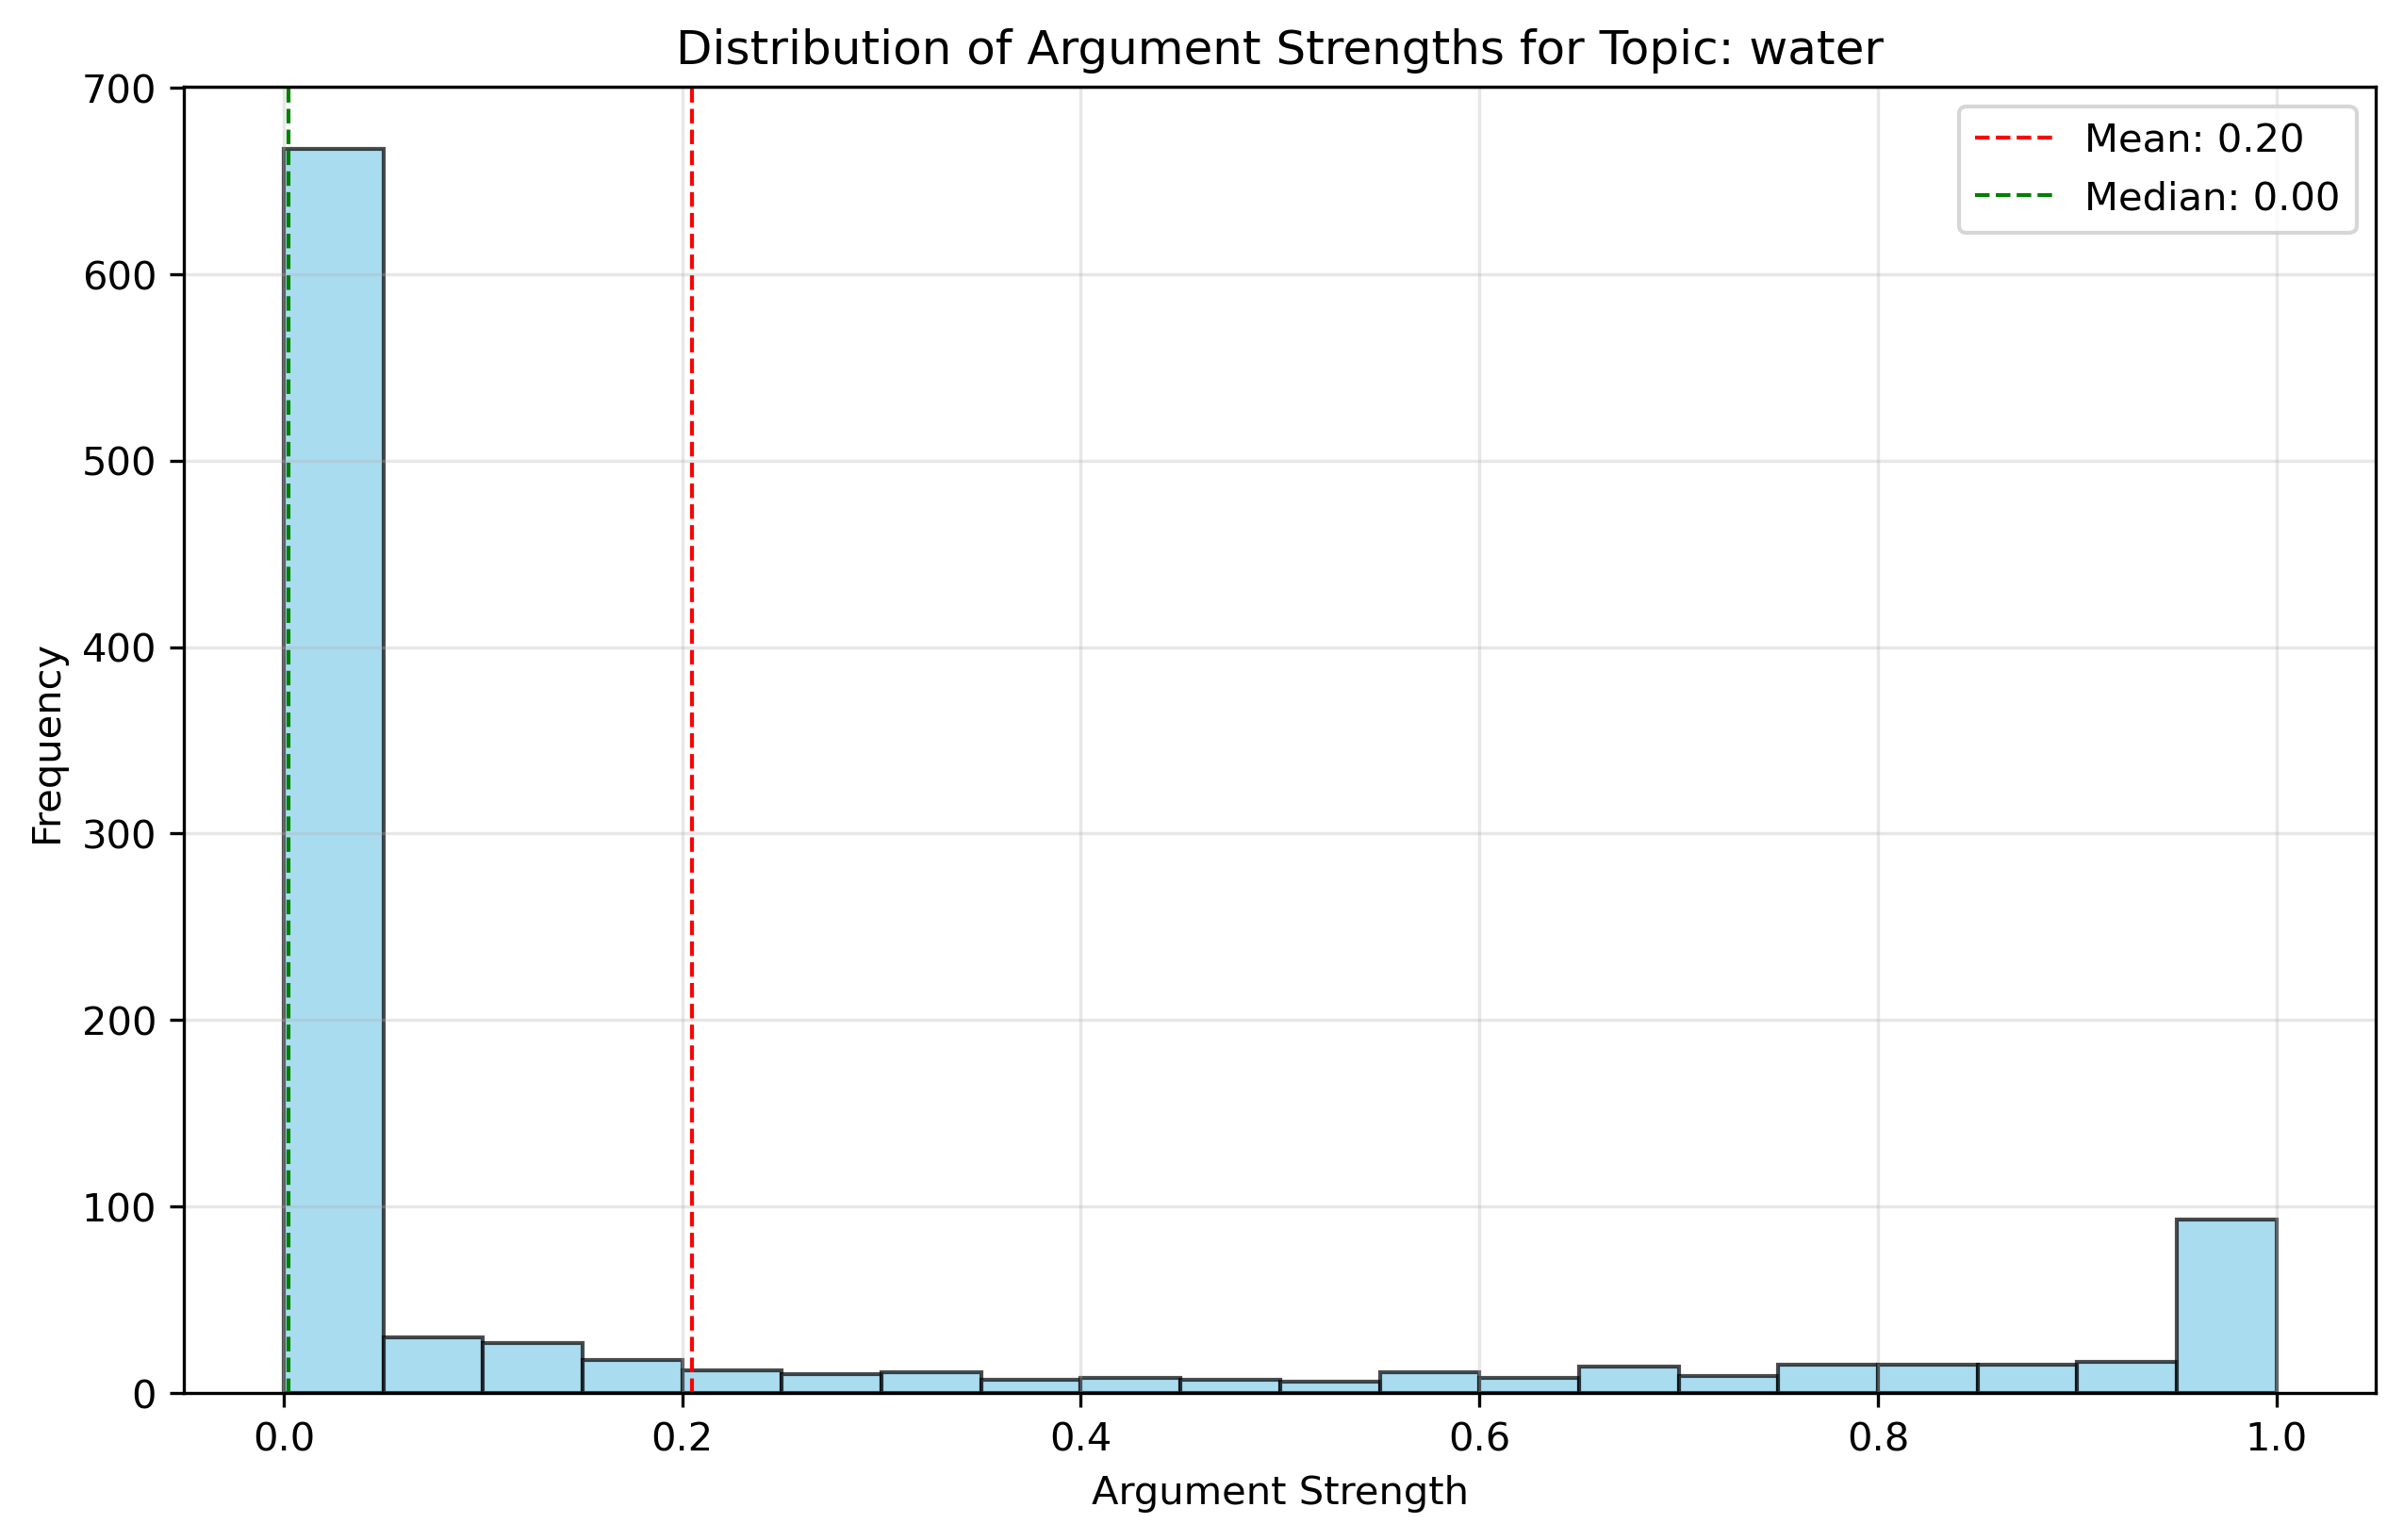 Distribution of Argument Strengths for Topic: water
Mean: 0.20
Median: 0.00
Frequency
700
600
500
400
300
200
100
0
0.0 0.2 0.4 0.6 0.8 1.0
Argument Strength